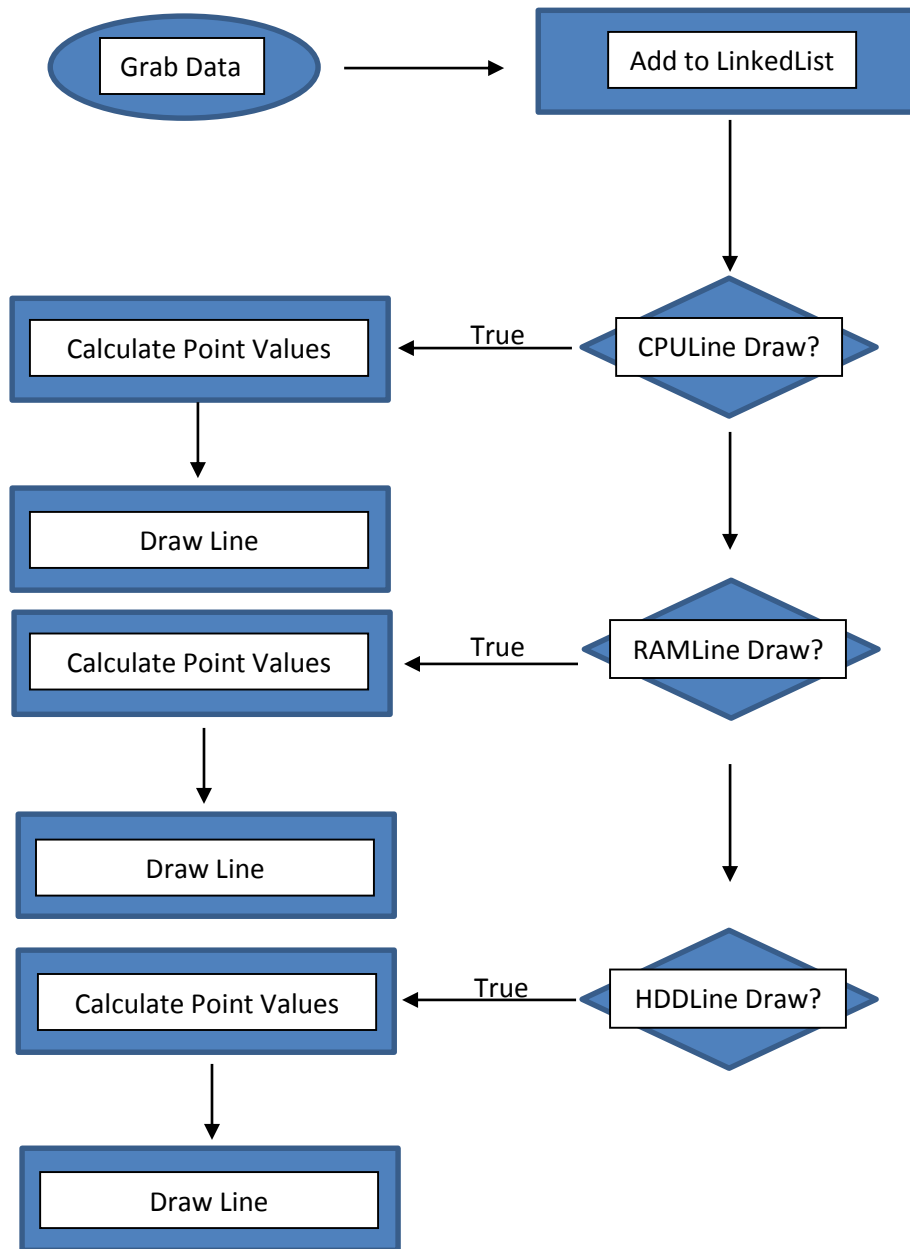 Grab Data
Add to LinkedList
CPULine Draw?
True
Calculate Point Values
Draw Line
RAMLine Draw?
True
Calculate Point Values
Draw Line
HDDLine Draw?
True
Calculate Point Values
Draw Line